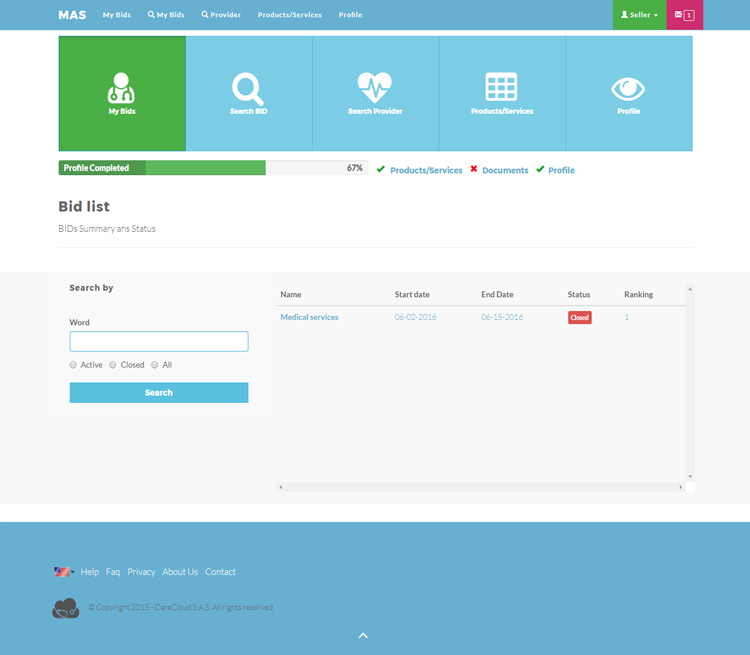 MAS My Bids My Bids Provider Products/Services Profile Seller 1
My Bids Search BID Search Provider Products/Services Profile
Profile Completed 67% Products/Services Documents Profile
Bid list
BIDs Summary ans Status
Search by
Word
Active Closed All
Search
Name Start date End Date Status Ranking
Medical services 06-02-2016 06-15-2016 Closed 1
Help Faq Privacy About Us Contact
© Copyright 2015 - CareCloud S.A.S. All rights reserved